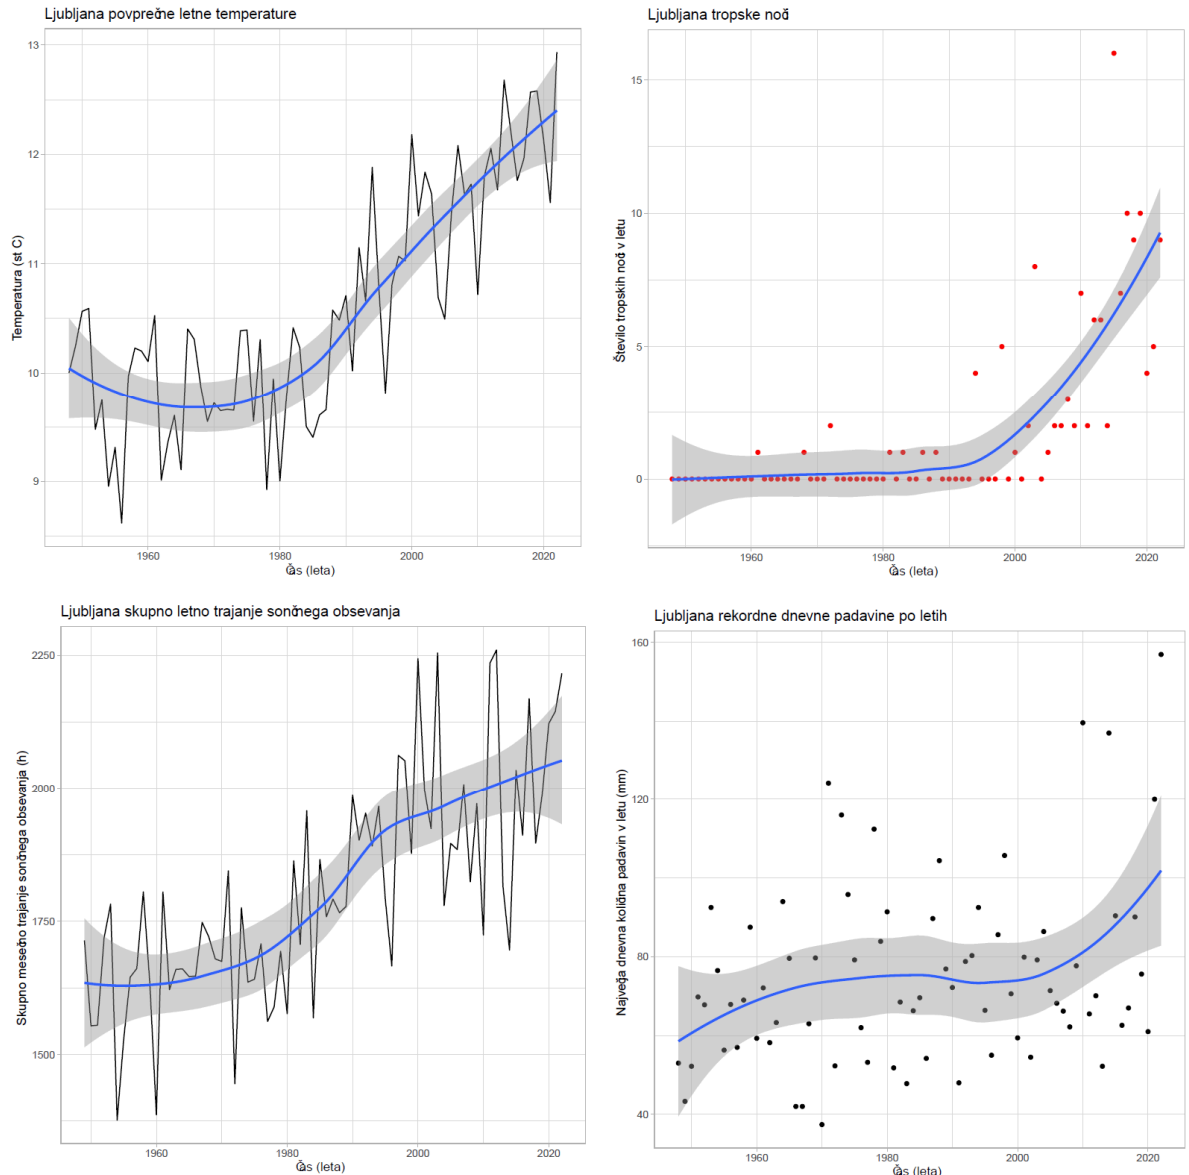 Ljubljana povprečne letne temperature
13
12
11
10
9
Temperatura (st C)
1960
1980
2000
2020
Čas (leta)
Ljubljana tropske noči
15
10
5
0
Število tropskih noči v letu
1960
1980
2000
2020
Čas (leta)
Ljubljana skupno letno trajanje sončnega obsevanja
2250
2000
1750
1500
Skupno mesečno trajanje sončnega obsevanja (h)
1960
1980
2000
2020
Čas (leta)
Ljubljana rekordne dnevne padavine po letih
160
120
80
40
Največja dnevna količina padavin v letu (mm)
1960
1980
2000
2020
Čas (leta)